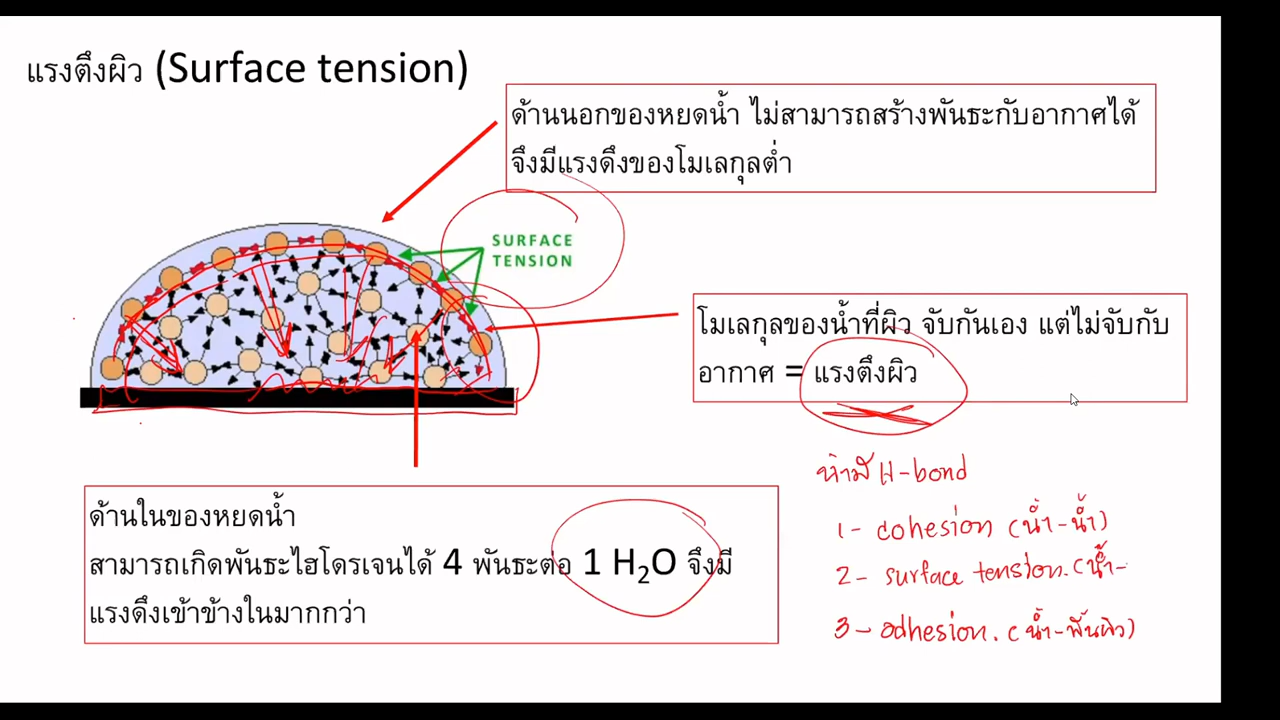 แรงตึงผิว (Surface tension)
ด้านนอกของหยดน้ำ ไม่สามารถสร้างพันธะกับอากาศได้
จึงมีแรงดึงของโมเลกุลต่ำ
SURFACE
TENSION
โมเลกุลของน้ำที่ผิว จับกันเอง แต่ไม่จับกับ
อากาศ = แรงตึงผิว
ด้านในของหยดน้ำ
สามารถเกิดพันธะไฮโดรเจนได้ 4 พันธะต่อ 1 H₂O จึงมี
แรงดึงเข้าข้างในมากกว่า
H-bond
1- cohesion (น้ำ-น้ำ)
2- surface tension. (น้ำ-
3- adhesion. (น้ำ-พื้นผิว)